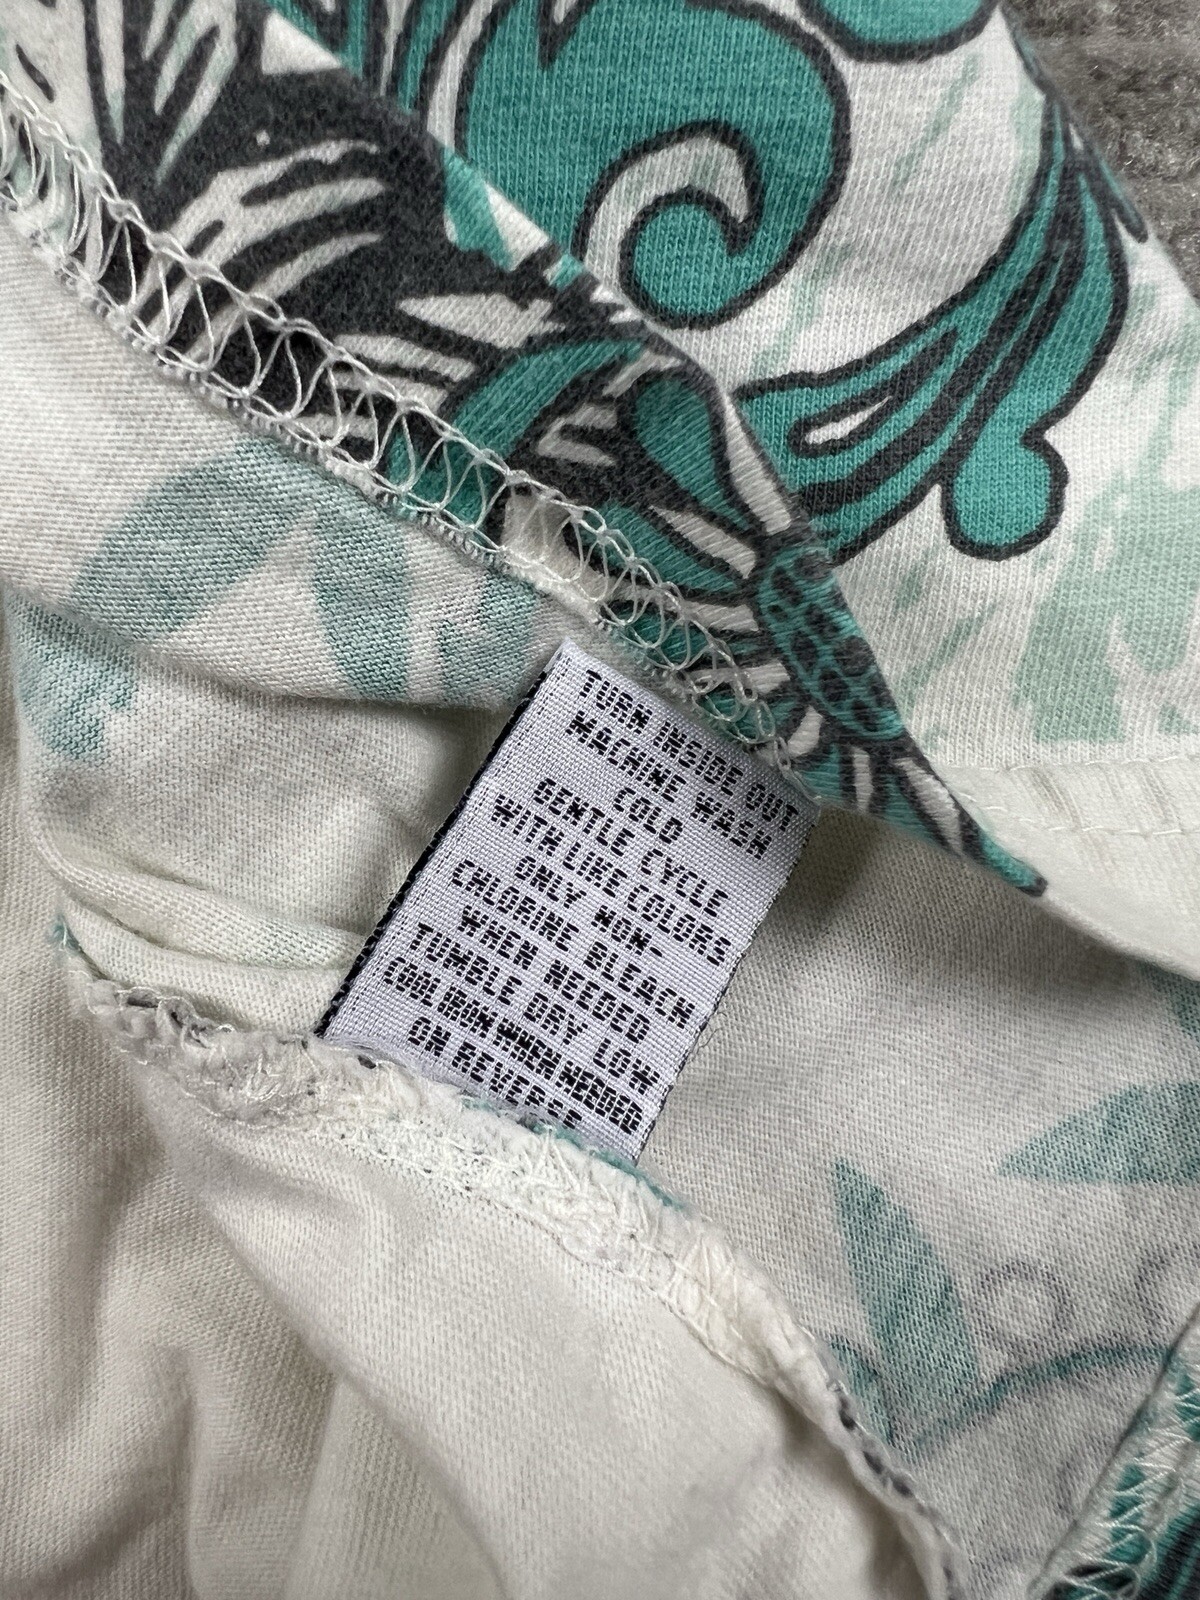 TURN INSIDE OUT
MACHINE WASH
COLD
GENTLE CYCLE
WITH LIKE COLORS
ONLY NON-
CHLORINE BLEACH
WHEN NEEDED
TUMBLE DRY LOW
COOL IRON WHEN NEEDED
ON REVERSE